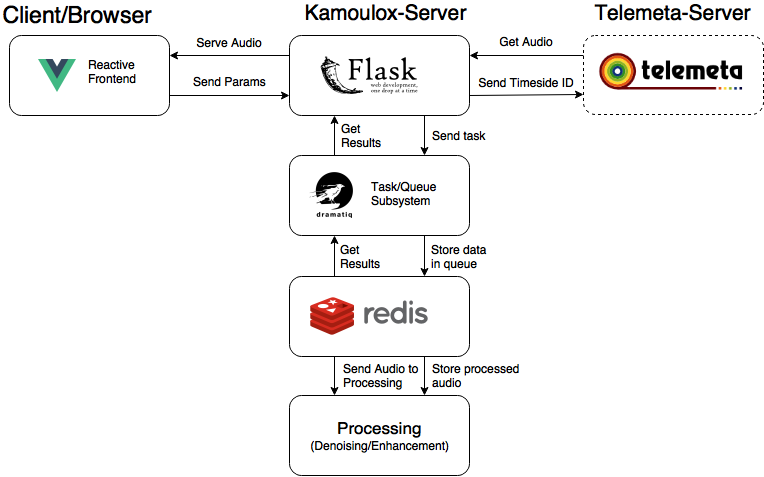 Client/Browser
Kamoulox-Server
Telemeta-Server
Reactive
Frontend
Serve Audio
Send Params
Flask
web development,
one drop at a time
Get Audio
Send Timeside ID
telemeta
Get
Results
Send task
dramatiq
Task/Queue
Subsystem
Get
Results
Store data
in queue
redis
Send Audio to
Processing
Store processed
audio
Processing
(Denoising/Enhancement)